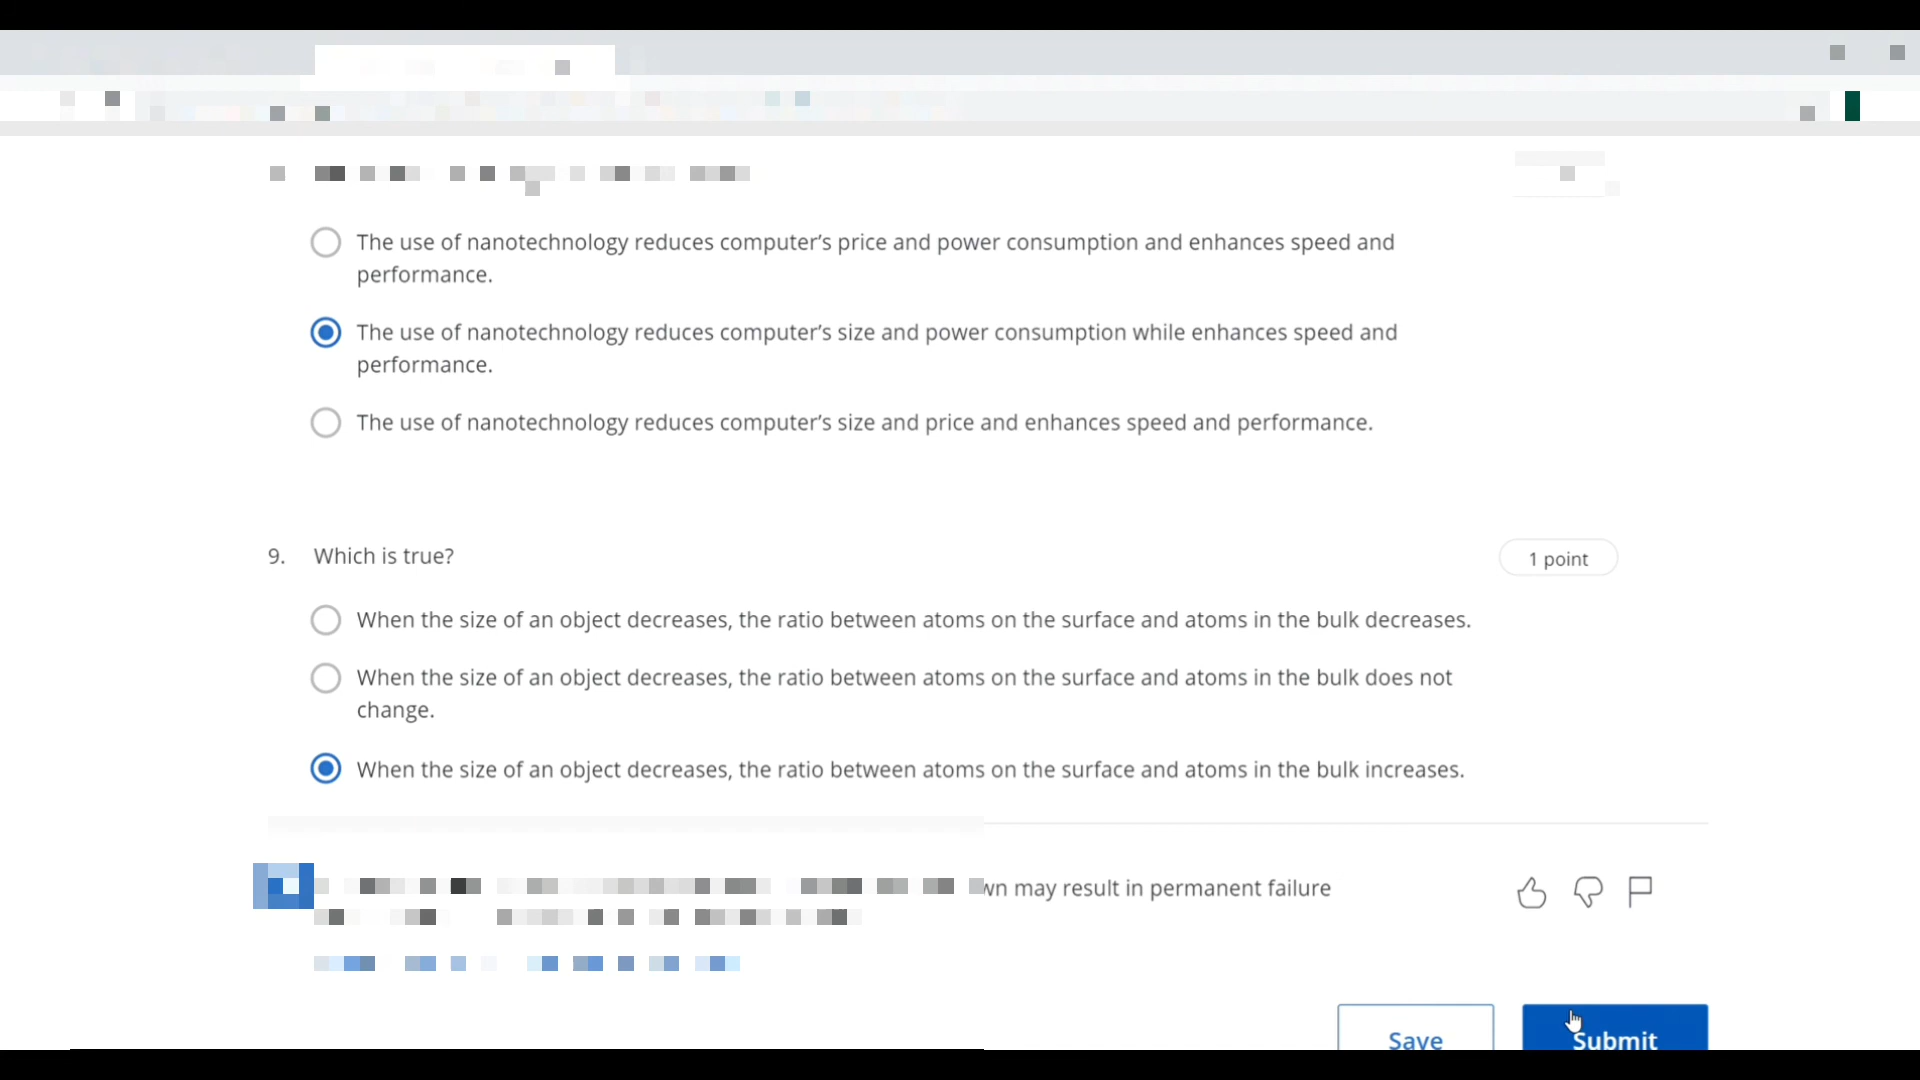 The use of nanotechnology reduces computer’s price and power consumption and enhances speed and
performance.
The use of nanotechnology reduces computer’s size and power consumption while enhances speed and
performance.
The use of nanotechnology reduces computer’s size and price and enhances speed and performance.
9. Which is true?
1 point
When the size of an object decreases, the ratio between atoms on the surface and atoms in the bulk decreases.
When the size of an object decreases, the ratio between atoms on the surface and atoms in the bulk does not
change.
When the size of an object decreases, the ratio between atoms on the surface and atoms in the bulk increases.
may result in permanent failure
Save
Submit